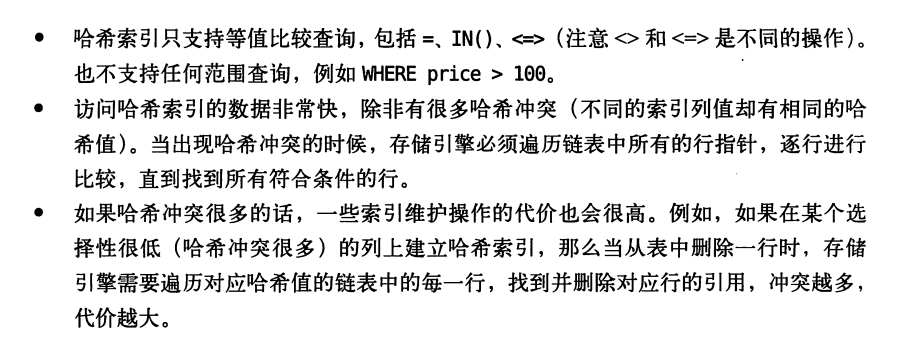 • 哈希索引只支持等值比较查询，包括 =、IN()、<=>（注意 <> 和 <=> 是不同的操作）。
也不支持任何范围查询，例如 WHERE price > 100。
• 访问哈希索引的数据非常快，除非有很多哈希冲突（不同的索引列值却有相同的哈
希值）。当出现哈希冲突的时候，存储引擎必须遍历链表中所有的行指针，逐行进行
比较，直到找到所有符合条件的行。
• 如果哈希冲突很多的话，一些索引维护操作的代价也会很高。例如，如果在某个选
择性很低（哈希冲突很多）的列上建立哈希索引，那么当从表中删除一行时，存储
引擎需要遍历对应哈希值的链表中的每一行，找到并删除对应行的引用，冲突越多，
代价越大。